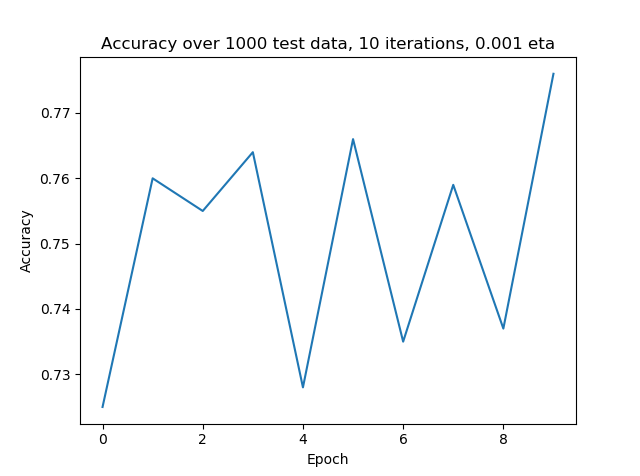 Accuracy over 1000 test data, 10 iterations, 0.001 eta
0.77
0.76
0.75
0.74
0.73
Accuracy
0 2 4 6 8
Epoch